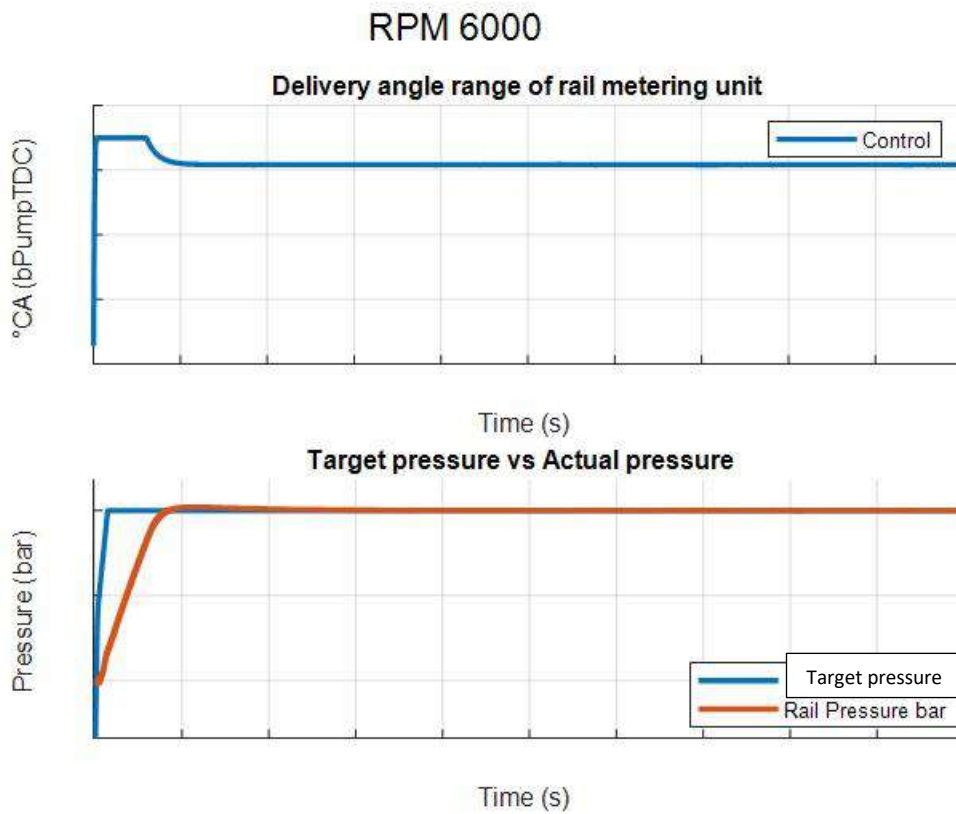 RPM 6000
Delivery angle range of rail metering unit
Control
°CA (bPumpTDC)
Time (s)
Target pressure vs Actual pressure
Pressure (bar)
Target pressure
Rail Pressure bar
Time (s)